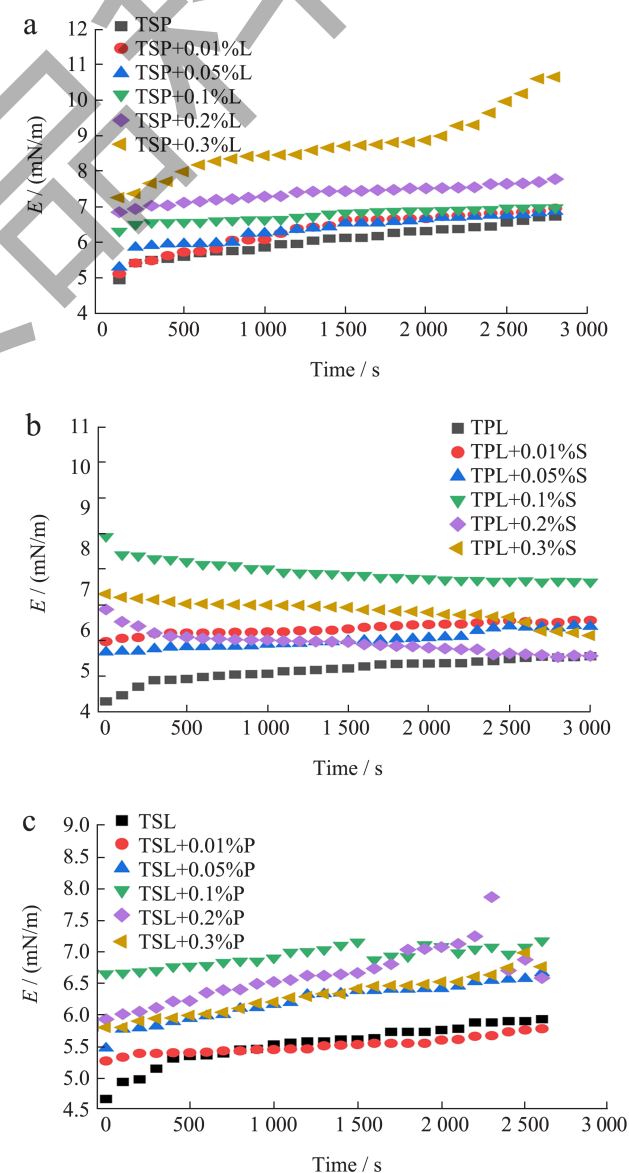 a
12
11
10
9
8
7
6
5
4
E / (mN/m)
TSP
TSP+0.01%L
TSP+0.05%L
TSP+0.1%L
TSP+0.2%L
TSP+0.3%L
0 500 1 000 1 500 2 000 2 500 3 000
Time / s
b
11
10
9
8
7
6
5
4
E / (mN/m)
TPL
TPL+0.01%S
TPL+0.05%S
TPL+0.1%S
TPL+0.2%S
TPL+0.3%S
0 500 1 000 1 500 2 000 2 500 3 000
Time / s
c
9.0
8.5
8.0
7.5
7.0
6.5
6.0
5.5
5.0
4.5
E / (mN/m)
TSL
TSL+0.01%P
TSL+0.05%P
TSL+0.1%P
TSL+0.2%P
TSL+0.3%P
0 500 1 000 1 500 2 000 2 500 3 000
Time / s